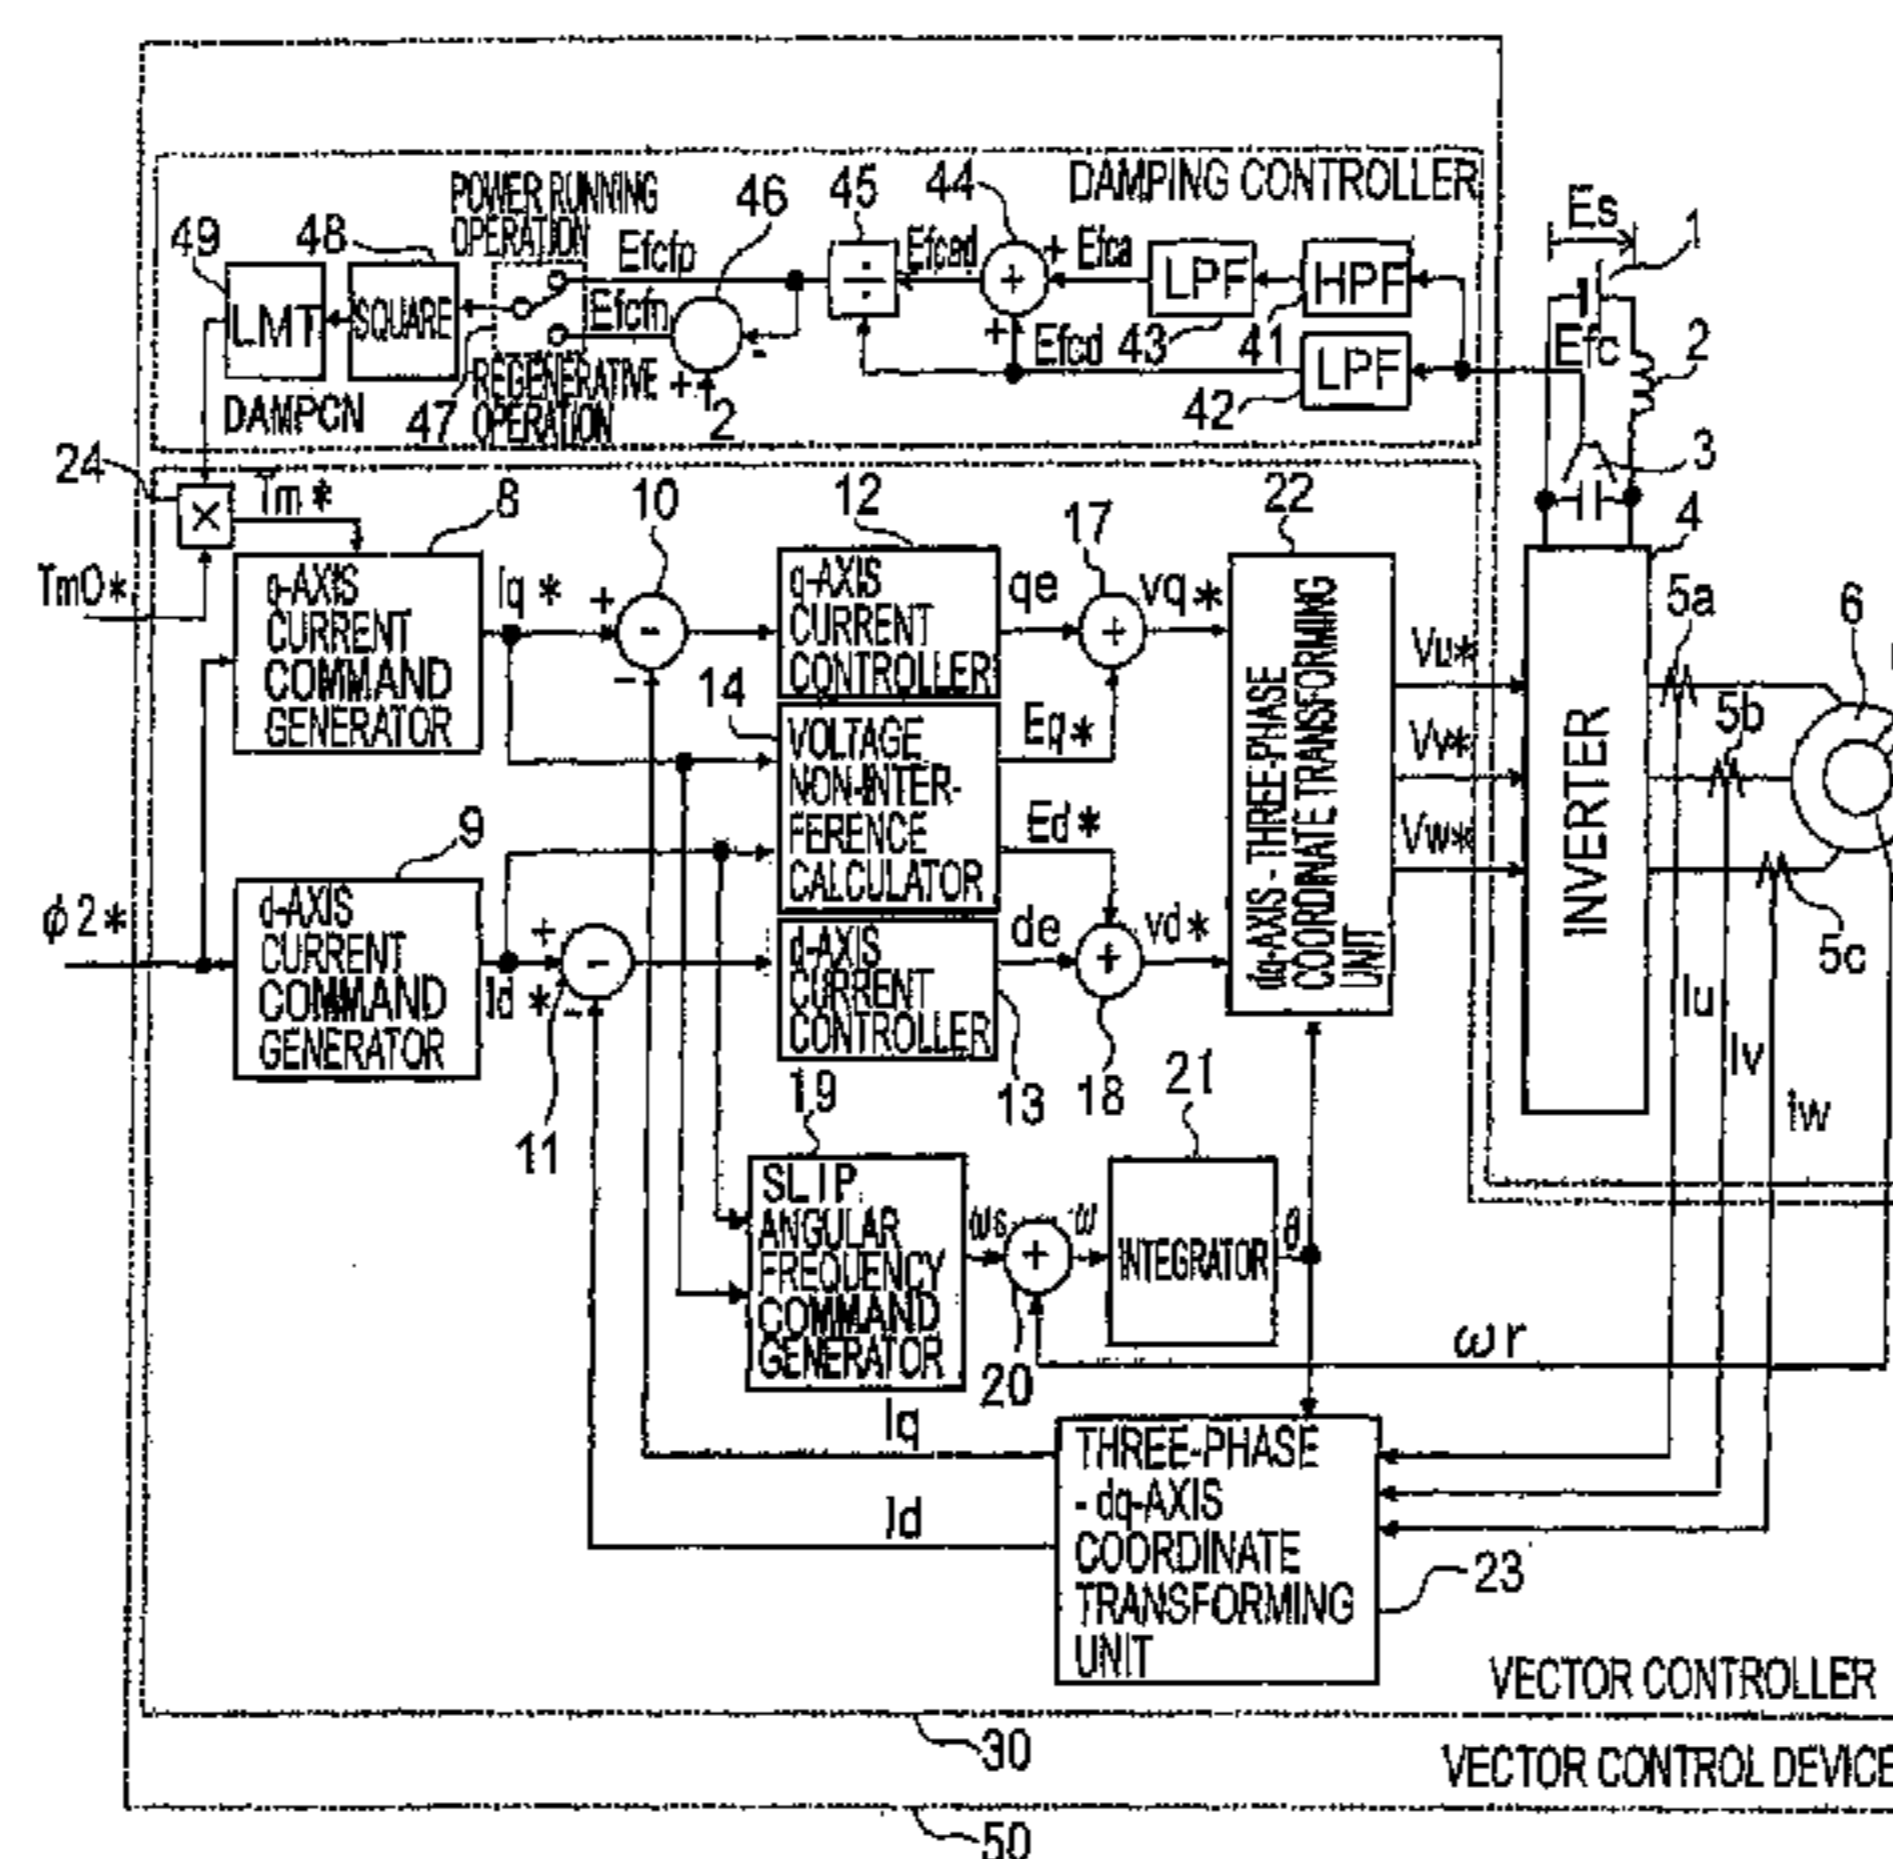 DAMPING CONTROLLER
POWER RUNNING
OPERATION
46
45
44
Es
1
49
48
Efcfp
Efcad
+
Efca
LPF
HPF
LMT
SQUARE
Efcfn
÷
+
-
+
Efcd
43
41
Efc
2
LPF
42
DAMPCN
47
REGENERATIVE
OPERATION
+
2
3
24
Tm*
×
8
10
12
17
22
4
Tm0*
q-AXIS
CURRENT
COMMAND
GENERATOR
Iq*
+
-
-
q-AXIS
CURRENT
CONTROLLER
qe
+
vq*
dq-AXIS - THREE-PHASE
COORDINATE TRANSFORMING
UNIT
Vu*
Vv*
Vw*
INVERTER
5a
5b
5c
6
14
VOLTAGE
NON-INTER-
FERENCE
CALCULATOR
Eq*
Ed*
9
φ2*
d-AXIS
CURRENT
COMMAND
GENERATOR
Id*
+
-
-
11
d-AXIS
CURRENT
CONTROLLER
de
+
vd*
13
18
Iu
Iv
Iw
19
21
SLIP
ANGULAR
FREQUENCY
COMMAND
GENERATOR
ωs
+
ω
INTEGRATOR
θ
20
ωr
Iq
Id
THREE-PHASE
- dq-AXIS
COORDINATE
TRANSFORMING
UNIT
23
VECTOR CONTROLLER
30
VECTOR CONTROL DEVICE
50